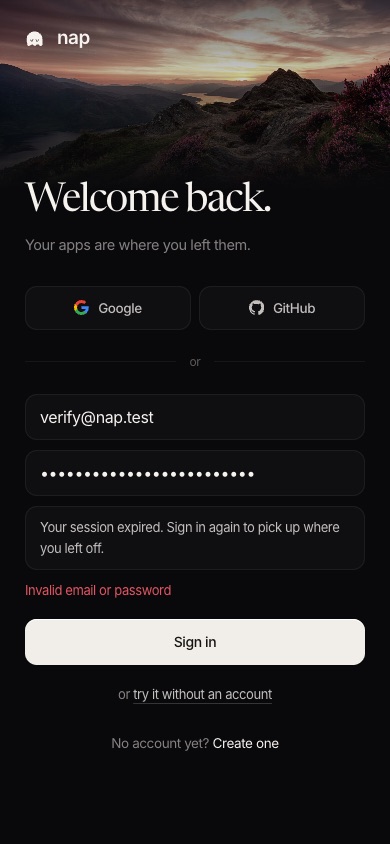 nap
Welcome back.
Your apps are where you left them.
Google
GitHub
or
verify@nap.test
Your session expired. Sign in again to pick up where
you left off.
Invalid email or password
Sign in
or try it without an account
No account yet? Create one